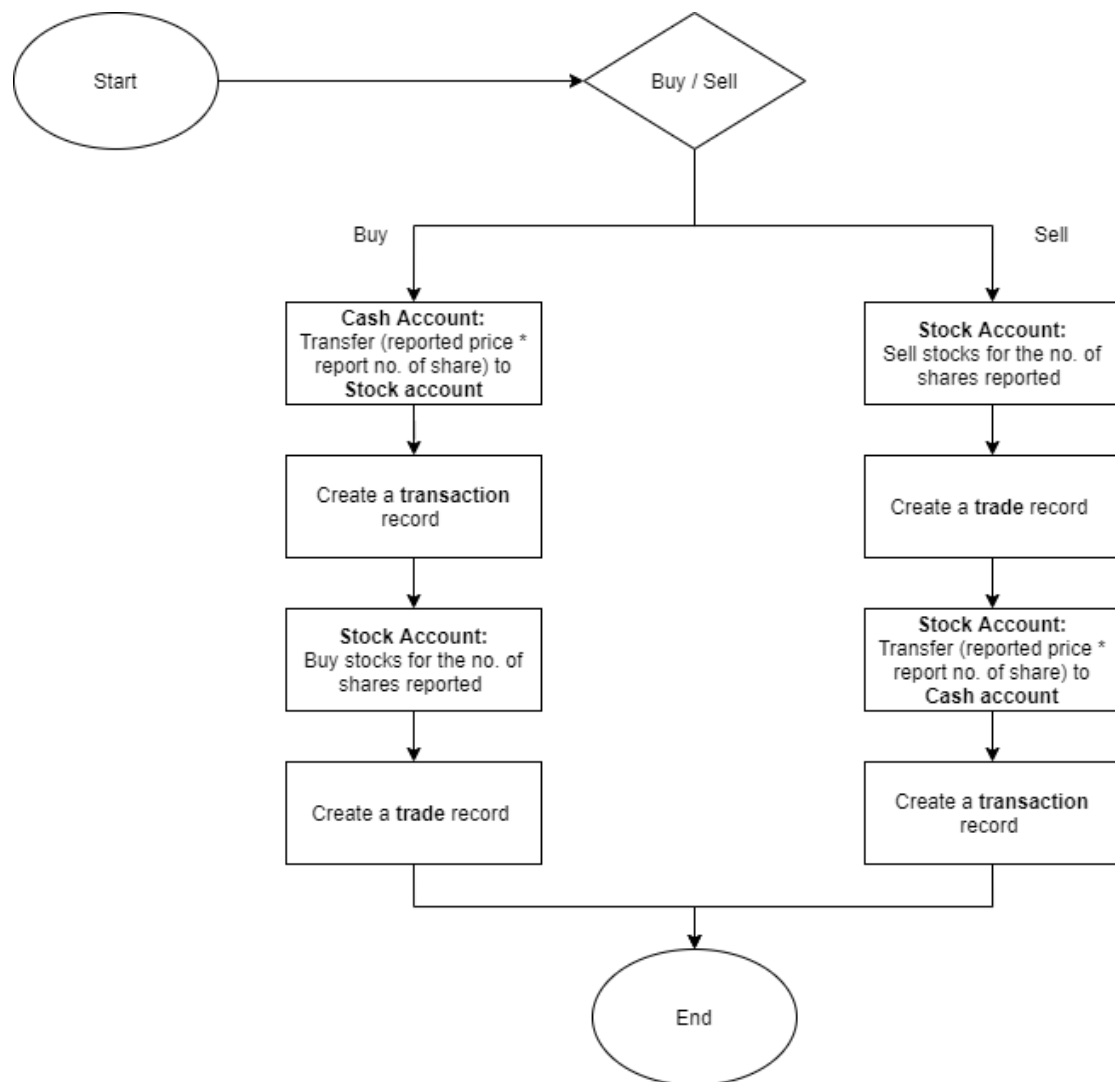 Start
Buy / Sell
Buy
Sell
Cash Account:
Transfer (reported price *
report no. of share) to
Stock account
Create a transaction
record
Stock Account:
Buy stocks for the no. of
shares reported
Create a trade record
Stock Account:
Sell stocks for the no. of
shares reported
Create a trade record
Stock Account:
Transfer (reported price *
report no. of share) to
Cash account
Create a transaction
record
End